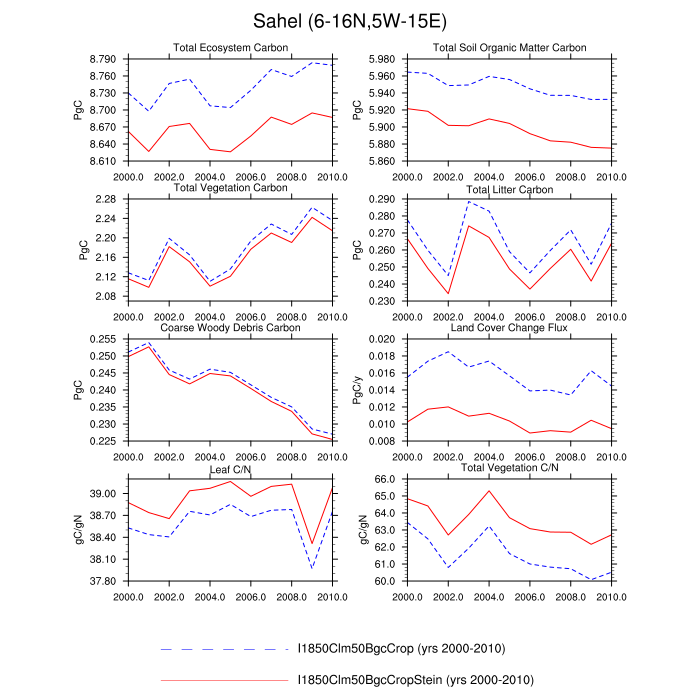 Sahel (6-16N,5W-15E)
Total Ecosystem Carbon
PgC
8.790
8.760
8.730
8.700
8.670
8.640
8.610
2000.0 2002.0 2004.0 2006.0 2008.0 2010.0
Total Soil Organic Matter Carbon
PgC
5.980
5.960
5.940
5.920
5.900
5.880
5.860
2000.0 2002.0 2004.0 2006.0 2008.0 2010.0
Total Vegetation Carbon
PgC
2.28
2.24
2.20
2.16
2.12
2.08
2000.0 2002.0 2004.0 2006.0 2008.0 2010.0
Total Litter Carbon
PgC
0.290
0.280
0.270
0.260
0.250
0.240
0.230
2000.0 2002.0 2004.0 2006.0 2008.0 2010.0
Coarse Woody Debris Carbon
PgC
0.255
0.250
0.245
0.240
0.235
0.230
0.225
2000.0 2002.0 2004.0 2006.0 2008.0 2010.0
Land Cover Change Flux
PgC/y
0.020
0.018
0.016
0.014
0.012
0.010
0.008
2000.0 2002.0 2004.0 2006.0 2008.0 2010.0
Leaf C/N
gC/gN
39.00
38.70
38.40
38.10
37.80
2000.0 2002.0 2004.0 2006.0 2008.0 2010.0
Total Vegetation C/N
gC/gN
66.0
65.0
64.0
63.0
62.0
61.0
60.0
2000.0 2002.0 2004.0 2006.0 2008.0 2010.0
I1850Clm50BgcCrop (yrs 2000-2010)
I1850Clm50BgcCropStein (yrs 2000-2010)